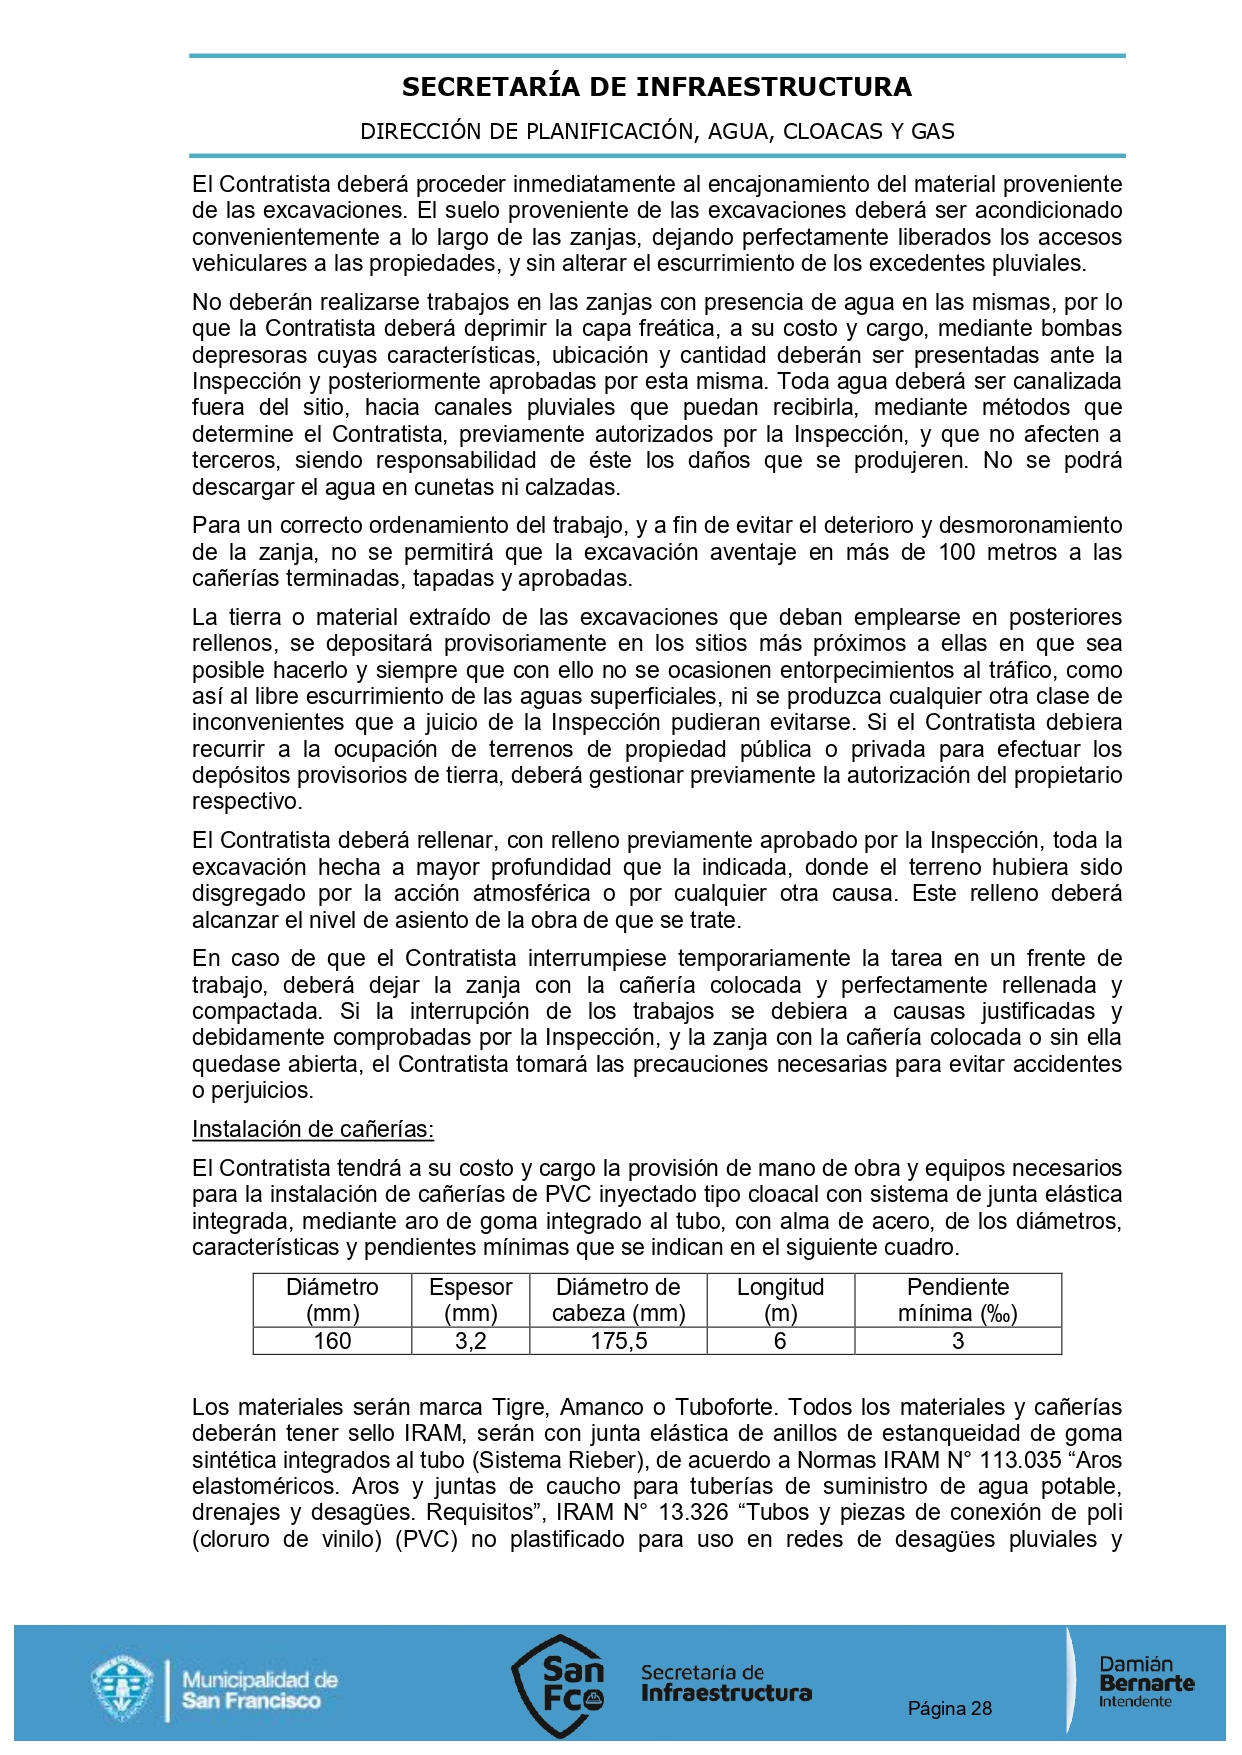 SECRETARÍA DE INFRAESTRUCTURA
DIRECCIÓN DE PLANIFICACIÓN, AGUA, CLOACAS Y GAS
El Contratista deberá proceder inmediatamente al encajonamiento del material proveniente
de las excavaciones. El suelo proveniente de las excavaciones deberá ser acondicionado
convenientemente a lo largo de las zanjas, dejando perfectamente liberados los accesos
vehiculares a las propiedades, y sin alterar el escurrimiento de los excedentes pluviales.
No deberán realizarse trabajos en las zanjas con presencia de agua en las mismas, por lo
que la Contratista deberá deprimir la capa freática, a su costo y cargo, mediante bombas
depresoras cuyas características, ubicación y cantidad deberán ser presentadas ante la
Inspección y posteriormente aprobadas por esta misma. Toda agua deberá ser canalizada
fuera del sitio, hacia canales pluviales que puedan recibirla, mediante métodos que
determine el Contratista, previamente autorizados por la Inspección, y que no afecten a
terceros, siendo responsabilidad de éste los daños que se produjeren. No se podrá
descargar el agua en cunetas ni calzadas.
Para un correcto ordenamiento del trabajo, y a fin de evitar el deterioro y desmoronamiento
de la zanja, no se permitirá que la excavación aventaje en más de 100 metros a las
cañerías terminadas, tapadas y aprobadas.
La tierra o material extraído de las excavaciones que deban emplearse en posteriores
rellenos, se depositará provisoriamente en los sitios más próximos a ellas en que sea
posible hacerlo y siempre que con ello no se ocasionen entorpecimientos al tráfico, como
así al libre escurrimiento de las aguas superficiales, ni se produzca cualquier otra clase de
inconvenientes que a juicio de la Inspección pudieran evitarse. Si el Contratista debiera
recurrir a la ocupación de terrenos de propiedad pública o privada para efectuar los
depósitos provisorios de tierra, deberá gestionar previamente la autorización del propietario
respectivo.
El Contratista deberá rellenar, con relleno previamente aprobado por la Inspección, toda la
excavación hecha a mayor profundidad que la indicada, donde el terreno hubiera sido
disgregado por la acción atmosférica o por cualquier otra causa. Este relleno deberá
alcanzar el nivel de asiento de la obra de que se trate.
En caso de que el Contratista interrumpiese temporariamente la tarea en un frente de
trabajo, deberá dejar la zanja con la cañería colocada y perfectamente rellenada y
compactada. Si la interrupción de los trabajos se debiera a causas justificadas y
debidamente comprobadas por la Inspección, y la zanja con la cañería colocada o sin ella
quedase abierta, el Contratista tomará las precauciones necesarias para evitar accidentes
o perjuicios.
Instalación de cañerías:
El Contratista tendrá a su costo y cargo la provisión de mano de obra y equipos necesarios
para la instalación de cañerías de PVC inyectado tipo cloacal con sistema de junta elástica
integrada, mediante aro de goma integrado al tubo, con alma de acero, de los diámetros,
características y pendientes mínimas que se indican en el siguiente cuadro.
Diámetro Espesor Diámetro de Longitud Pendiente
(mm) (mm) cabeza (mm) (m) mínima (‰)
160 3,2 175,5 6 3
Los materiales serán marca Tigre, Amanco o Tuboforte. Todos los materiales y cañerías
deberán tener sello IRAM, serán con junta elástica de anillos de estanqueidad de goma
sintética integrados al tubo (Sistema Rieber), de acuerdo a Normas IRAM N° 113.035 “Aros
elastoméricos. Aros y juntas de caucho para tuberías de suministro de agua potable,
drenajes y desagües. Requisitos”, IRAM N° 13.326 “Tubos y piezas de conexión de poli
(cloruro de vinilo) (PVC) no plastificado para uso en redes de desagües pluviales y
Municipalidad de
San Francisco
San
Fco
Secretaría de
Infraestructura
Página 28
Damián
Bernarte
Intendente